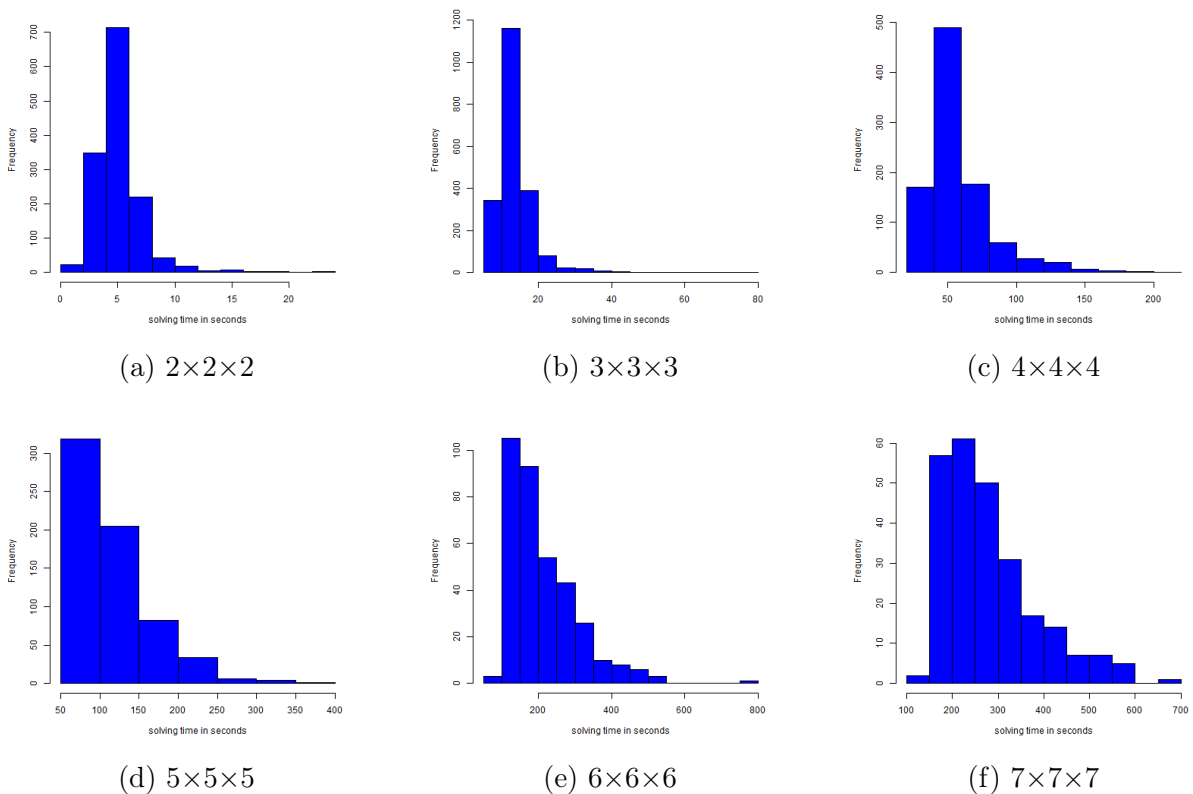 Frequency
0 100 200 300 400 500 600 700
0 5 10 15 20
solving time in seconds
(a) 2×2×2
Frequency
0 200 400 600 800 1000 1200
20 40 60 80
solving time in seconds
(b) 3×3×3
Frequency
0 100 200 300 400 500
50 100 150 200
solving time in seconds
(c) 4×4×4
Frequency
0 50 100 150 200 250 300
50 100 150 200 250 300 350 400
solving time in seconds
(d) 5×5×5
Frequency
0 20 40 60 80 100
200 400 600 800
solving time in seconds
(e) 6×6×6
Frequency
0 10 20 30 40 50 60
100 200 300 400 500 600 700
solving time in seconds
(f) 7×7×7